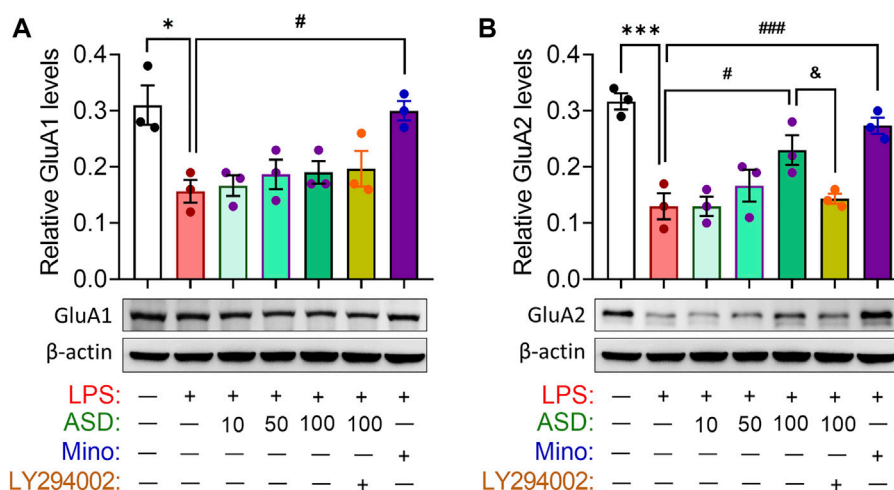 A
Relative GluA1 levels
0.4
0.3
0.2
0.1
0.0
*
#
GluA1
β-actin
LPS: — + + + + + +
ASD: — — 10 50 100 100 —
Mino: — — — — — — +
LY294002: — — — — — + —
B
Relative GluA2 levels
0.4
0.3
0.2
0.1
0.0
***
###
#
&
GluA2
β-actin
LPS: — + + + + + +
ASD: — — 10 50 100 100 —
Mino: — — — — — — +
LY294002: — — — — — + —